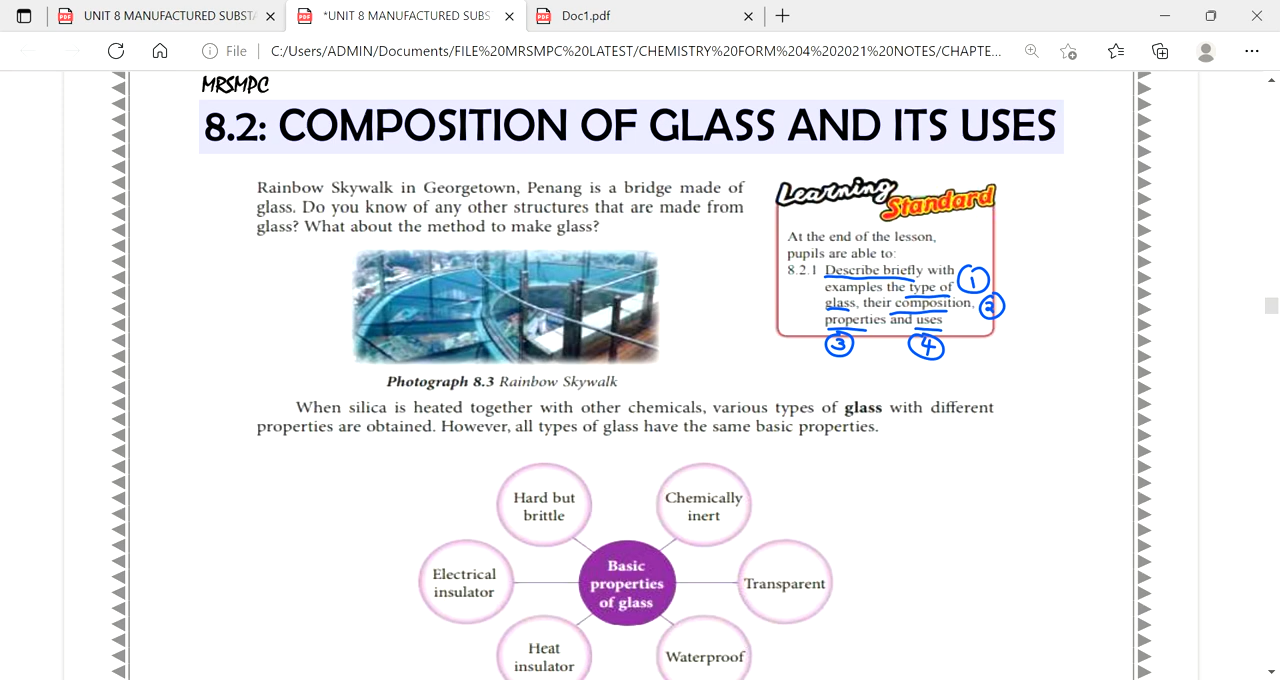 UNIT 8 MANUFACTURED SUBSTA
*UNIT 8 MANUFACTURED SUBS
Doc1.pdf
File
C:/Users/ADMIN/Documents/FILE%20MRSMPC%20LATEST/CHEMISTRY%20FORM%204%202021%20NOTES/CHAPTE...
MRSMPC
8.2: COMPOSITION OF GLASS AND ITS USES
Rainbow Skywalk in Georgetown, Penang is a bridge made of
glass. Do you know of any other structures that are made from
glass? What about the method to make glass?
Learning
Standard
At the end of the lesson,
pupils are able to:
8.2.1 Describe briefly with
examples the type of
glass, their composition,
properties and uses
1
2
3
4
Photograph 8.3 Rainbow Skywalk
When silica is heated together with other chemicals, various types of glass with different
properties are obtained. However, all types of glass have the same basic properties.
Hard but
brittle
Chemically
inert
Electrical
insulator
Basic
properties
of glass
Transparent
Heat
insulator
Waterproof